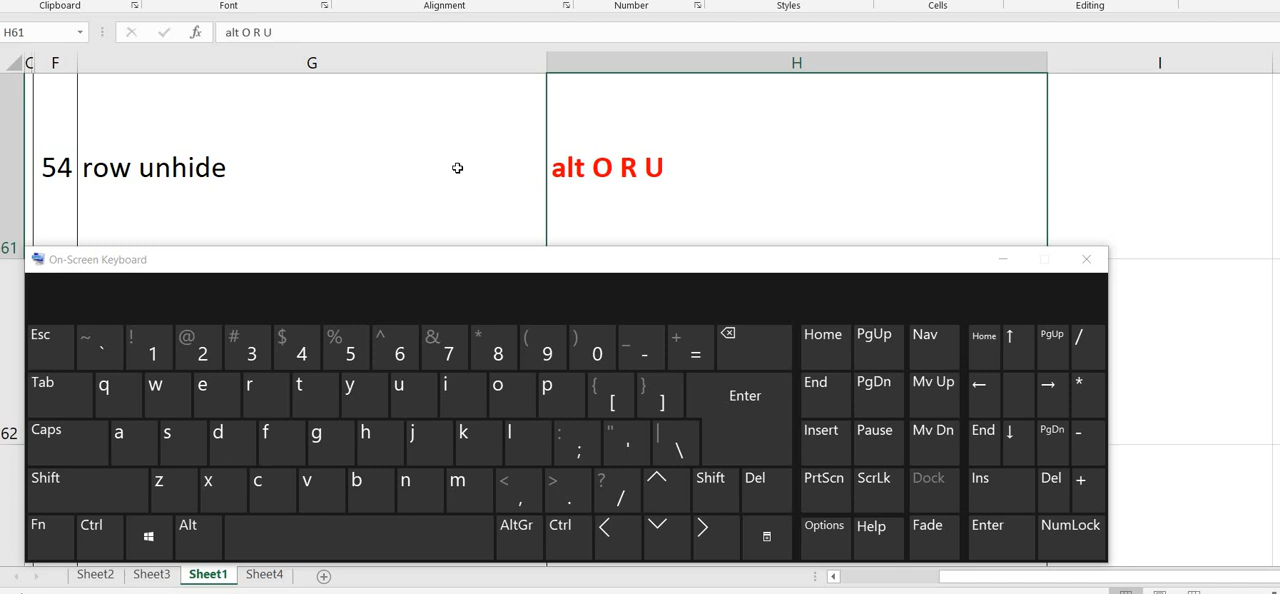 Clipboard Font Alignment Number Styles Cells Editing
H61 fx alt O R U
C F G H I
54 row unhide alt O R U
61
On-Screen Keyboard
Esc ~ ` ! 1 @ 2 # 3 $ 4 % 5 ^ 6 & 7 * 8 ( 9 ) 0 _ - + = Home PgUp Nav Home ↑ PgUp /
Tab q w e r t y u i o p { [ } ] Enter End PgDn Mv Up ← → *
62 Caps a s d f g h j k l : ; " ' | \ Insert Pause Mv Dn End ↓ PgDn -
Shift z x c v b n m < , > . ? / Shift Del PrtScn ScrLk Dock Ins Del +
Fn Ctrl Alt AltGr Ctrl Options Help Fade Enter NumLock
Sheet2 Sheet3 Sheet1 Sheet4